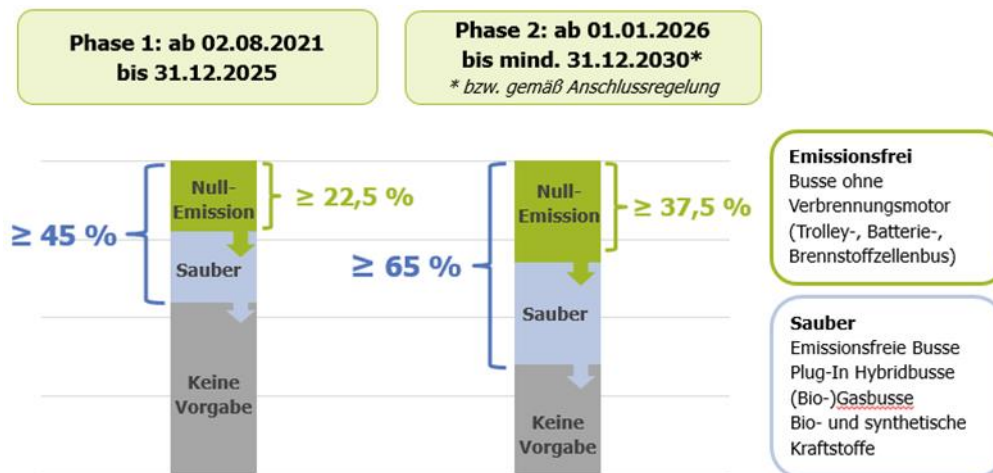 Phase 1: ab 02.08.2021
bis 31.12.2025
Phase 2: ab 01.01.2026
bis mind. 31.12.2030*
* bzw. gemäß Anschlussregelung
≥ 45 %
Null-
Emission
≥ 22,5 %
Sauber
Keine
Vorgabe
≥ 65 %
Null-
Emission
≥ 37,5 %
Sauber
Keine
Vorgabe
Emissionsfrei
Busse ohne
Verbrennungsmotor
(Trolley-, Batterie-,
Brennstoffzellenbus)
Sauber
Emissionsfreie Busse
Plug-In Hybridbusse
(Bio-)Gasbusse
Bio- und synthetische
Kraftstoffe